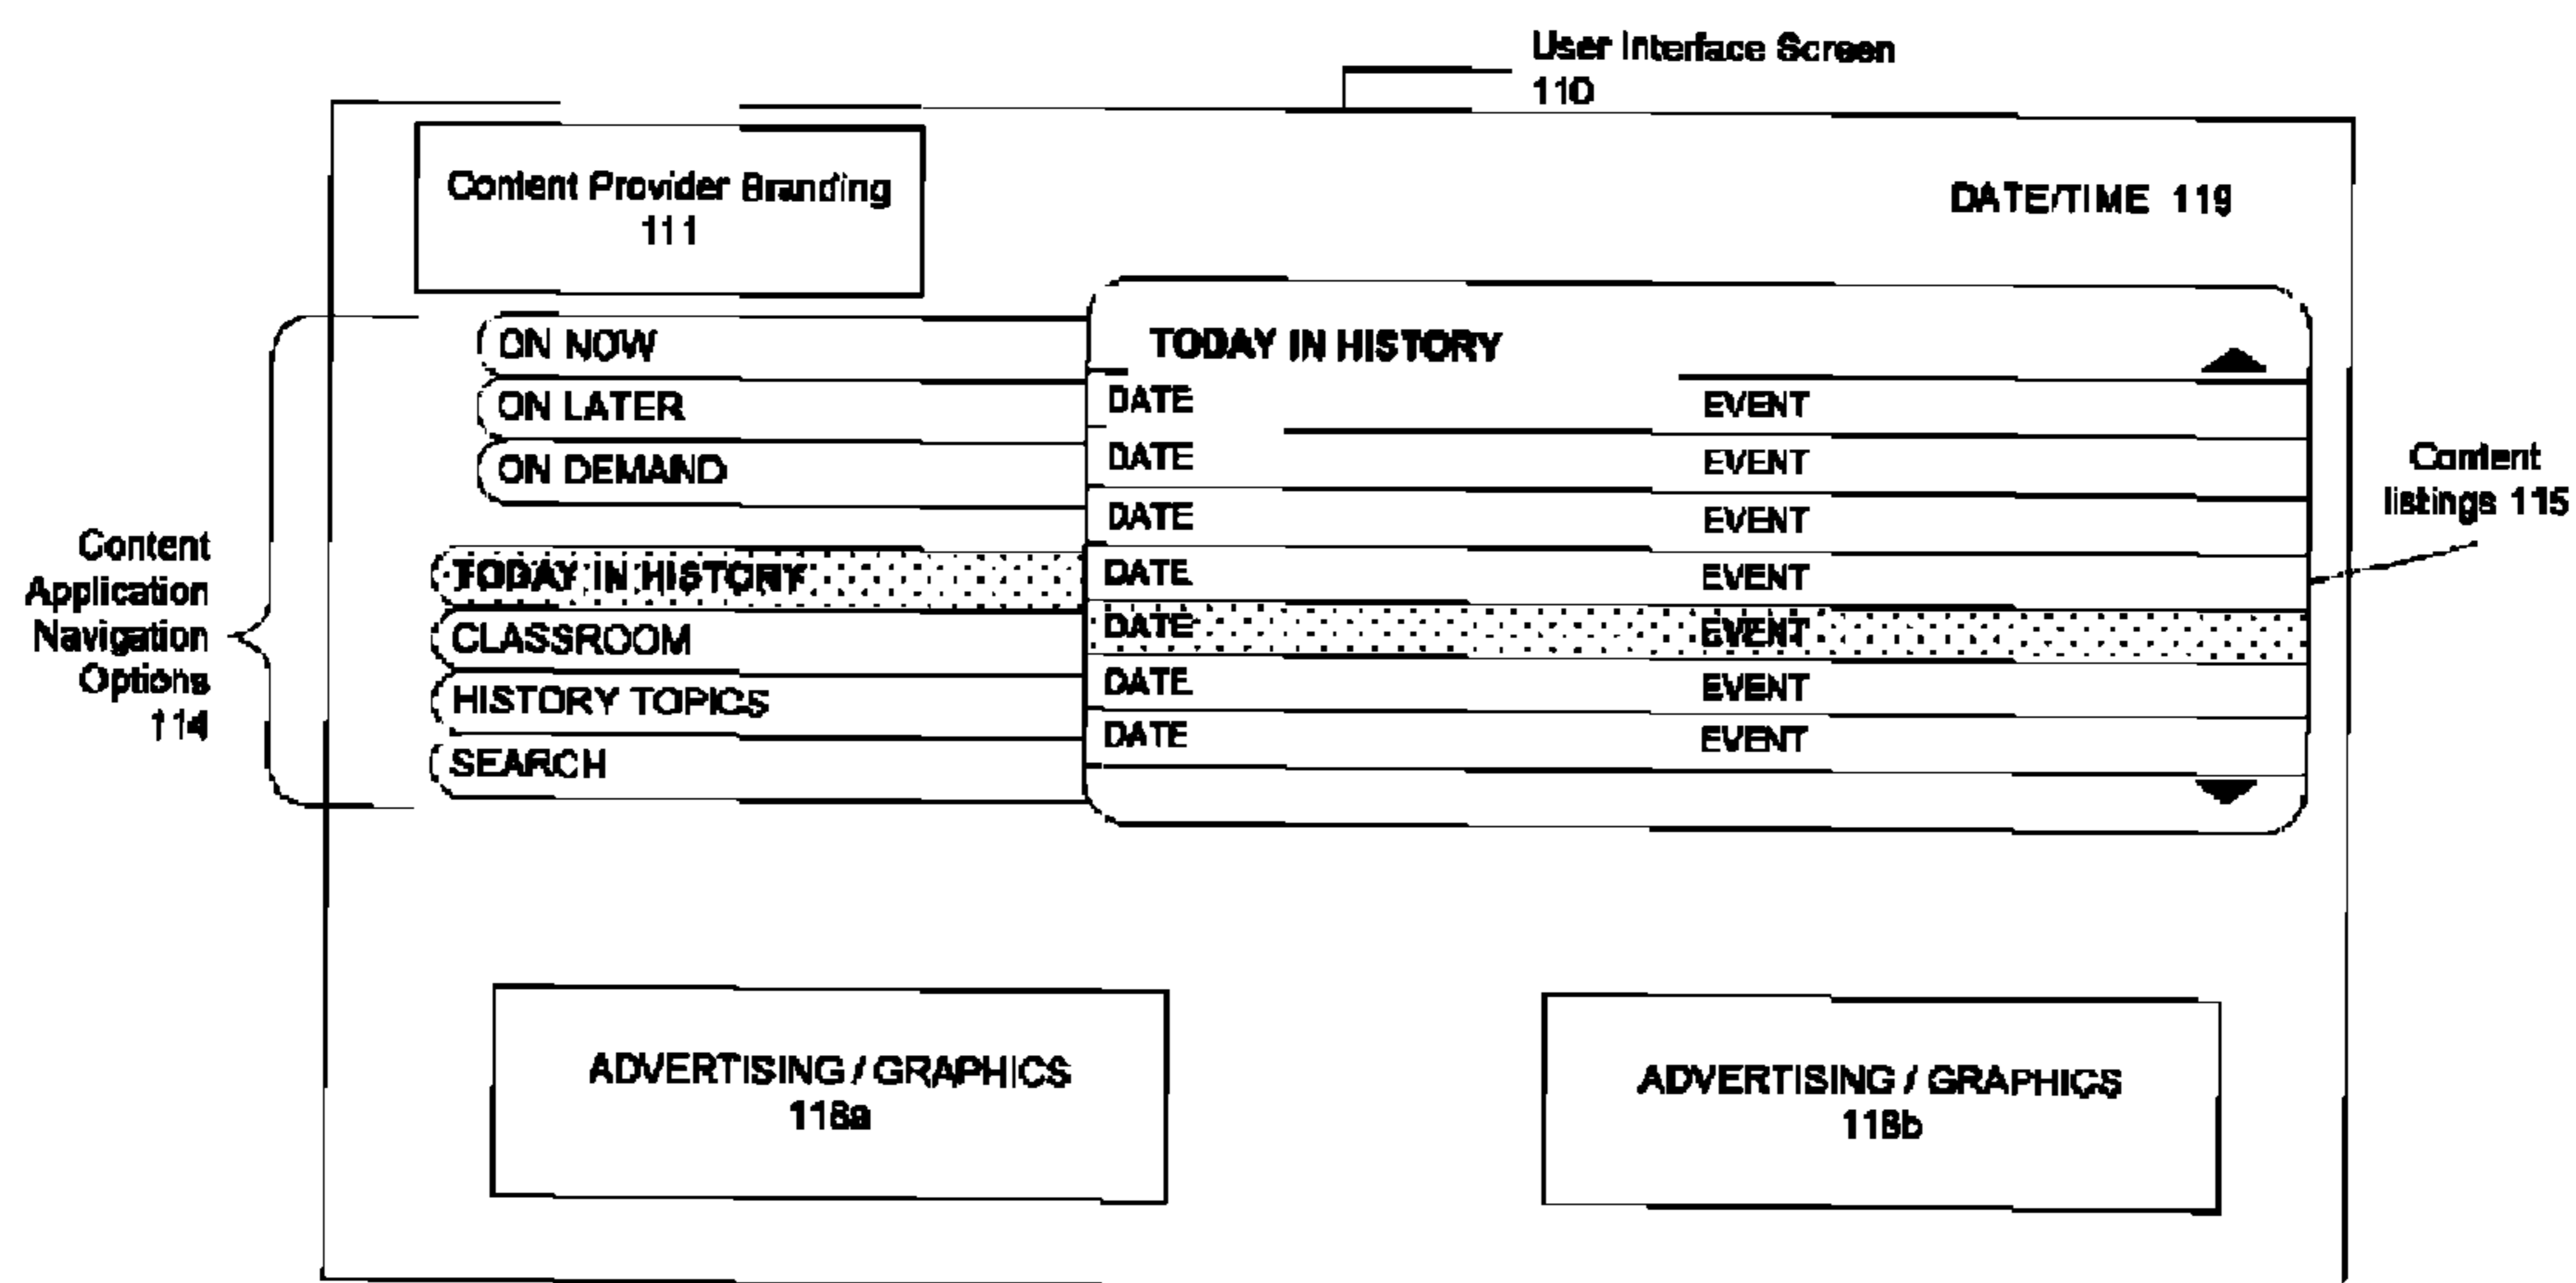 User Interface Screen
110
Content Provider Branding
111
DATE/TIME 119
ON NOW
ON LATER
ON DEMAND
TODAY IN HISTORY
CLASSROOM
HISTORY TOPICS
SEARCH
Content
Application
Navigation
Options
114
TODAY IN HISTORY
DATE EVENT
DATE EVENT
DATE EVENT
DATE EVENT
DATE EVENT
DATE EVENT
DATE EVENT
Content
listings 115
ADVERTISING / GRAPHICS
118a
ADVERTISING / GRAPHICS
118b